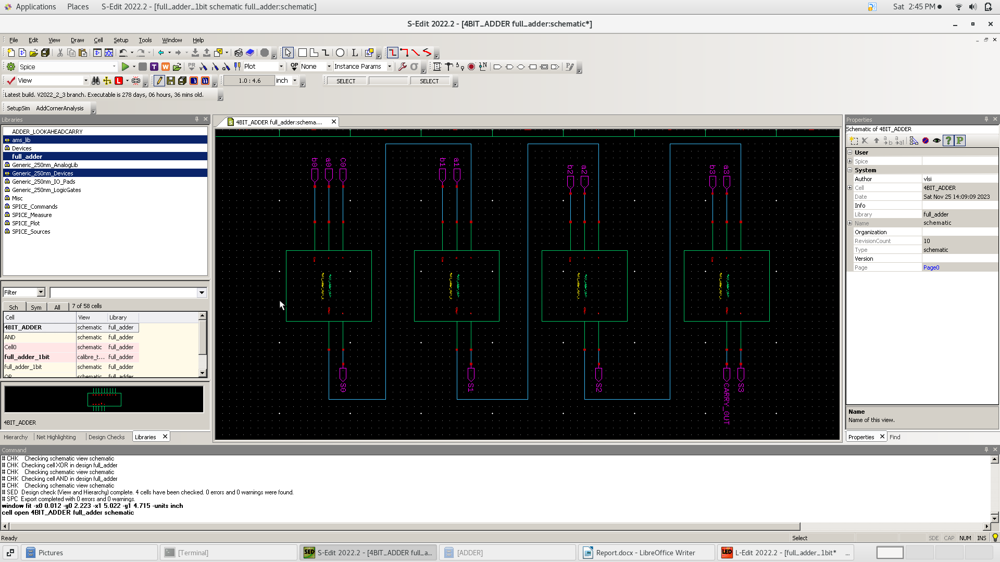 Applications Places S-Edit 2022.2 - [full_adder_1bit schematic full_adder:schematic] Sat 2:45 PM
S-Edit 2022.2 - [4BIT_ADDER full_adder:schematic*]
File Edit View Draw Cell Setup Tools Window Help
Spice Plot OP None Instance Params
View 1.0 : 4.6 inch SELECT SELECT
Latest build. V2022_2_3 branch. Executable is 278 days, 06 hours, 36 mins old.
SetupSim AddCornerAnalysis
Libraries
ADDER_LOOKAHEADCARRY
ams_lib
Devices
full_adder
Generic_250nm_AnalogLib
Generic_250nm_Devices
Generic_250nm_IO_Pads
Generic_250nm_LogicGates
Misc
SPICE_Commands
SPICE_Measure
SPICE_Plot
SPICE_Sources
Filter
Sch Sym All 7 of 58 cells
Cell View Library
4BIT_ADDER schematic full_adder
AND schematic full_adder
Cell0 schematic full_adder
full_adder_1bit calibre_t... full_adder
full_adder_1bit schematic full_adder
OR schematic full_adder
4BIT_ADDER
Hierarchy Net Highlighting Design Checks Libraries
4BIT_ADDER full_adder:schema...
b0 a0 C0 b1 a1 b2 a2 b3 a3
S0 S1 S2 CARRY_OUT S3
Properties
Schematic of 4BIT_ADDER
User
Spice
System
Author vlsi
Cell 4BIT_ADDER
Date Sat Nov 25 14:09:09 2023
Info
Library full_adder
Name schematic
Organization
RevisionCount 10
Type schematic
Version
Page Page0
Name
Name of this view.
Properties Find
Command
# CHK Checking schematic view schematic
# CHK Checking cell XOR in design full_adder
# CHK Checking schematic view schematic
# CHK Checking cell AND in design full_adder
# CHK Checking schematic view schematic
# SED Design check (View and Hierarchy) complete. 4 cells have been checked. 0 errors and 0 warnings were found.
# SPC Export completed with 0 errors and 0 warnings.
window fit -x0 0.012 -y0 2.223 -x1 5.022 -y1 4.715 -units inch
cell open 4BIT_ADDER full_adder schematic
Ready Select SDE CAP NUM INS
Pictures [Terminal] S-Edit 2022.2 - [4BIT_ADDER full_a... [ADDER] Report.docx - LibreOffice Writer L-Edit 2022.2 - [full_adder_1bit* ...